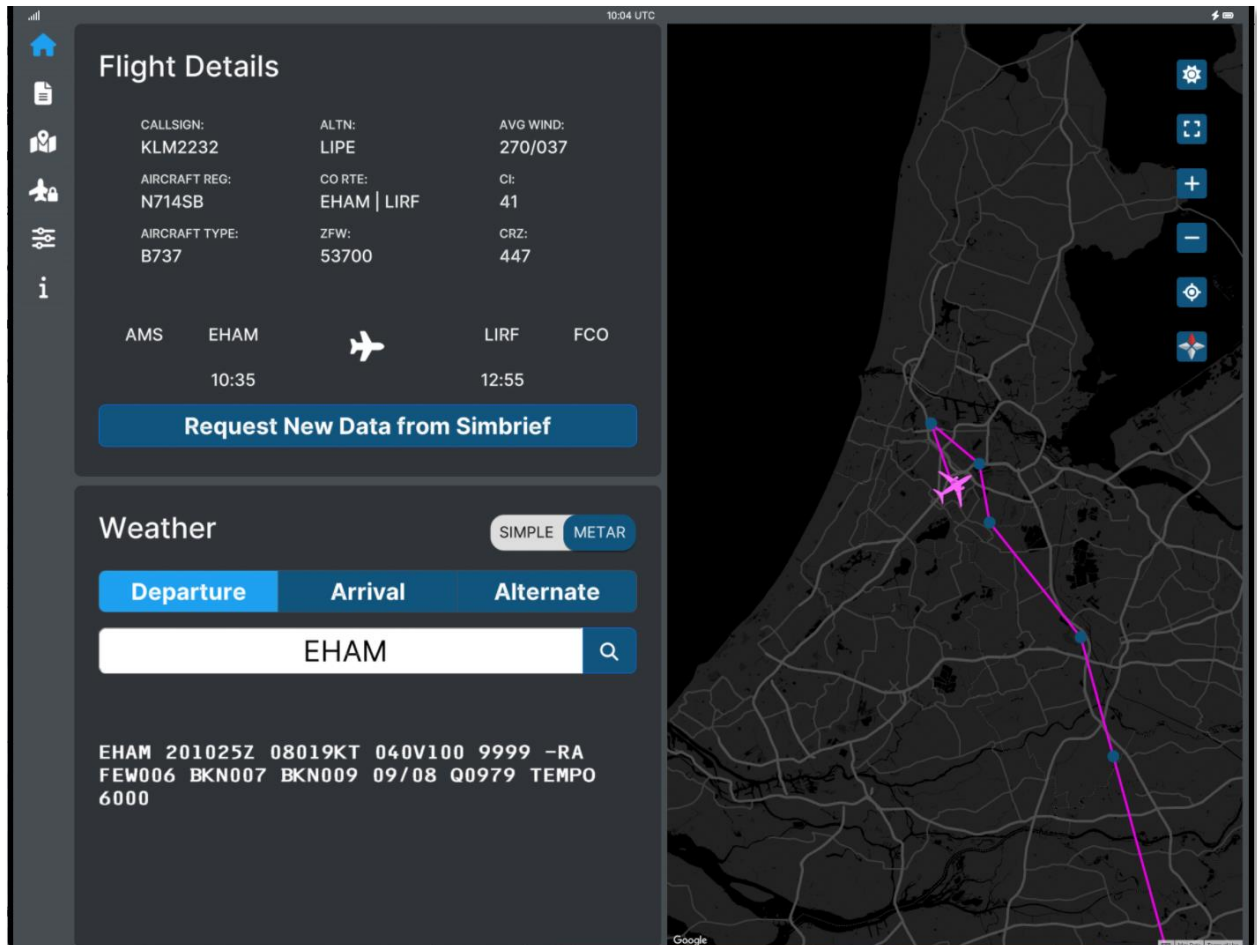 10:04 UTC
Flight Details
CALLSIGN: ALTN: AVG WIND:
KLM2232 LIPE 270/037
AIRCRAFT REG: CO RTE: CI:
N714SB EHAM | LIRF 41
AIRCRAFT TYPE: ZFW: CRZ:
B737 53700 447
AMS EHAM LIRF FCO
10:35 12:55
Request New Data from Simbrief
Weather SIMPLE METAR
Departure Arrival Alternate
EHAM
EHAM 201025Z 08019KT 040V100 9999 -RA
FEW006 BKN007 BKN009 09/08 Q0979 TEMPO
6000
Google